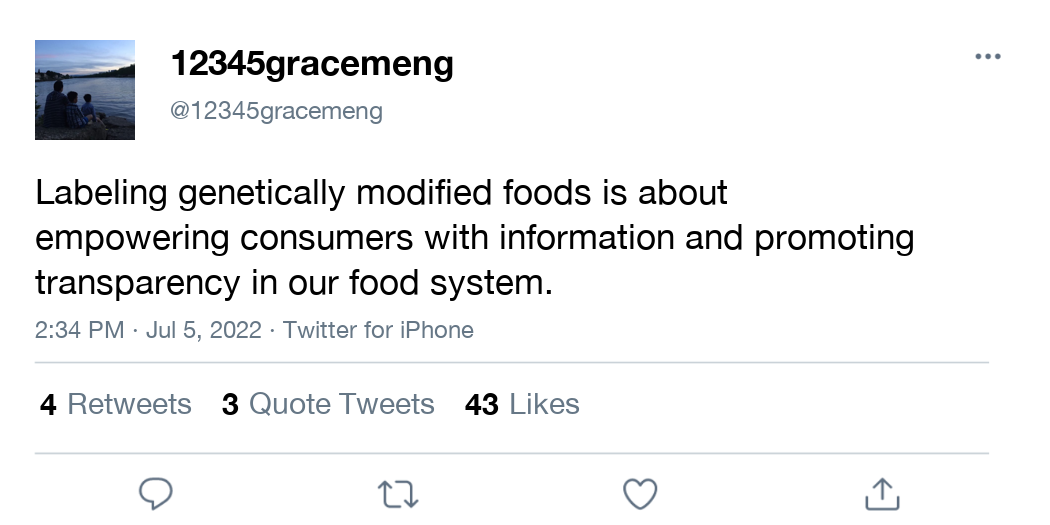 12345gracemeng
@12345gracemeng
Labeling genetically modified foods is about
empowering consumers with information and promoting
transparency in our food system.
2:34 PM · Jul 5, 2022 · Twitter for iPhone
4 Retweets 3 Quote Tweets 43 Likes